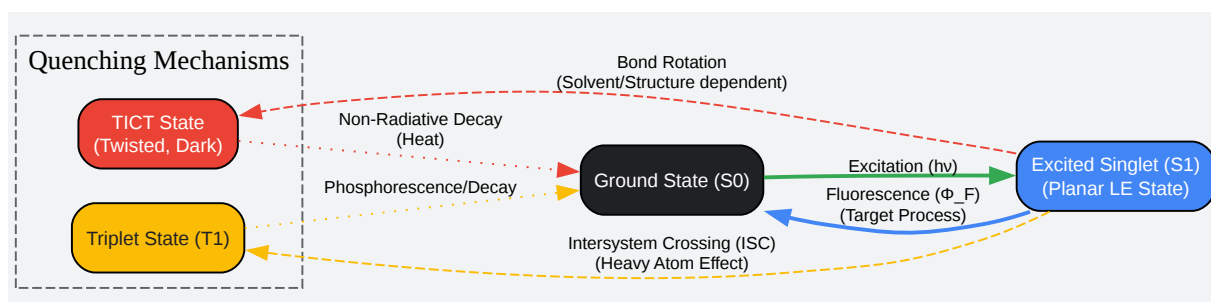 Quenching Mechanisms
TICT State
(Twisted, Dark)
Triplet State (T1)
Non-Radiative Decay
(Heat)
Phosphorescence/Decay
Ground State (S0)
Bond Rotation
(Solvent/Structure dependent)
Excitation (hν)
Fluorescence (Φ_F)
(Target Process)
Intersystem Crossing (ISC)
(Heavy Atom Effect)
Excited Singlet (S1)
(Planar LE State)